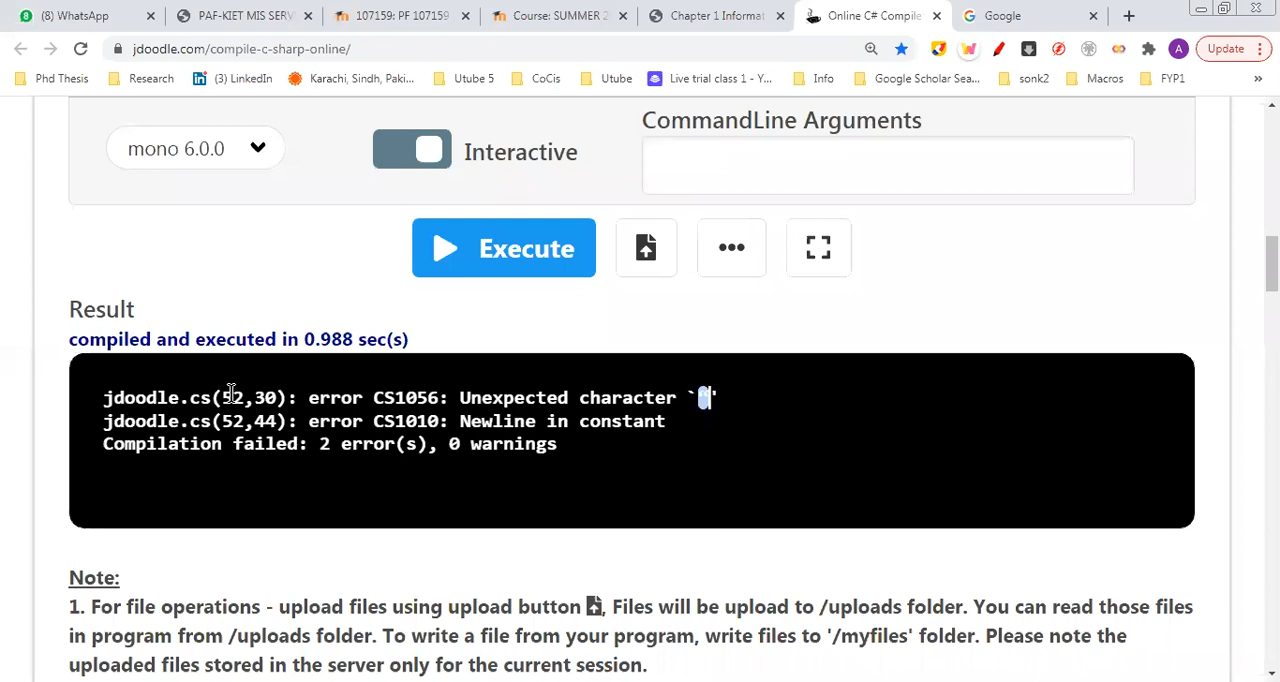 (8) WhatsApp
PAF-KIET MIS SERV
107159: PF 107159
Course: SUMMER 2
Chapter 1 Informat
Online C# Compile
Google
jdoodle.com/compile-c-sharp-online/
A
Update
Phd Thesis
Research
(3) LinkedIn
Karachi, Sindh, Paki...
Utube 5
CoCis
Utube
Live trial class 1 - Y...
Info
Google Scholar Sea...
sonk2
Macros
FYP1
»
CommandLine Arguments
mono 6.0.0
Interactive
Execute
Result
compiled and executed in 0.988 sec(s)
jdoodle.cs(52,30): error CS1056: Unexpected character `“'
jdoodle.cs(52,44): error CS1010: Newline in constant
Compilation failed: 2 error(s), 0 warnings
Note:
1. For file operations - upload files using upload button , Files will be upload to /uploads folder. You can read those files
in program from /uploads folder. To write a file from your program, write files to '/myfiles' folder. Please note the
uploaded files stored in the server only for the current session.